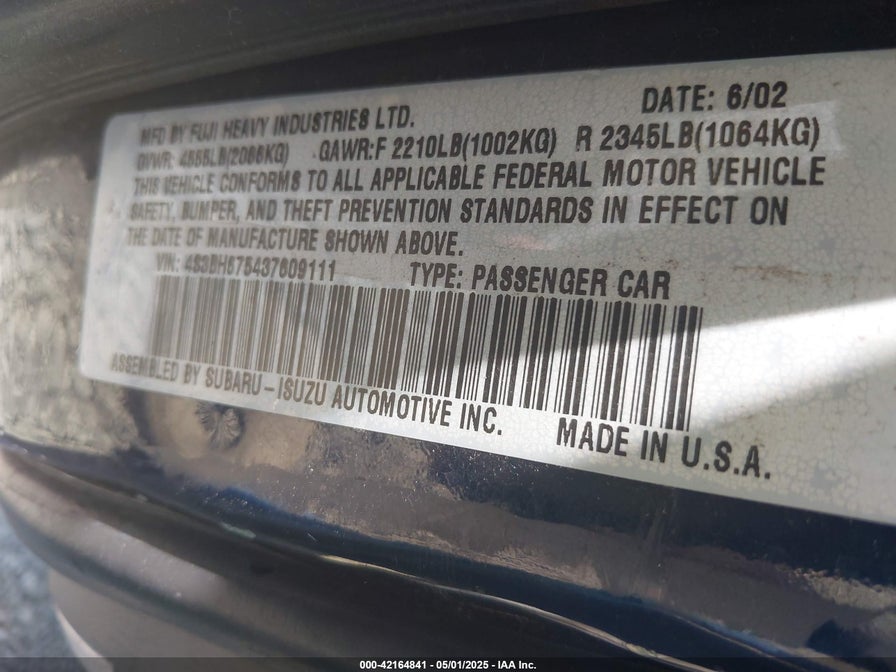 DATE: 6/02
MFD BY FUJI HEAVY INDUSTRIES LTD.
GVWR: 4555LB(2066KG) GAWR:F 2210LB(1002KG) R 2345LB(1064KG)
THIS VEHICLE CONFORMS TO ALL APPLICABLE FEDERAL MOTOR VEHICLE
SAFETY, BUMPER, AND THEFT PREVENTION STANDARDS IN EFFECT ON
THE DATE OF MANUFACTURE SHOWN ABOVE.
VIN: 4S3BH675437609111 TYPE: PASSENGER CAR
ASSEMBLED BY SUBARU-ISUZU AUTOMOTIVE INC. MADE IN U.S.A.
000-42164841 - 05/01/2025 - IAA Inc.